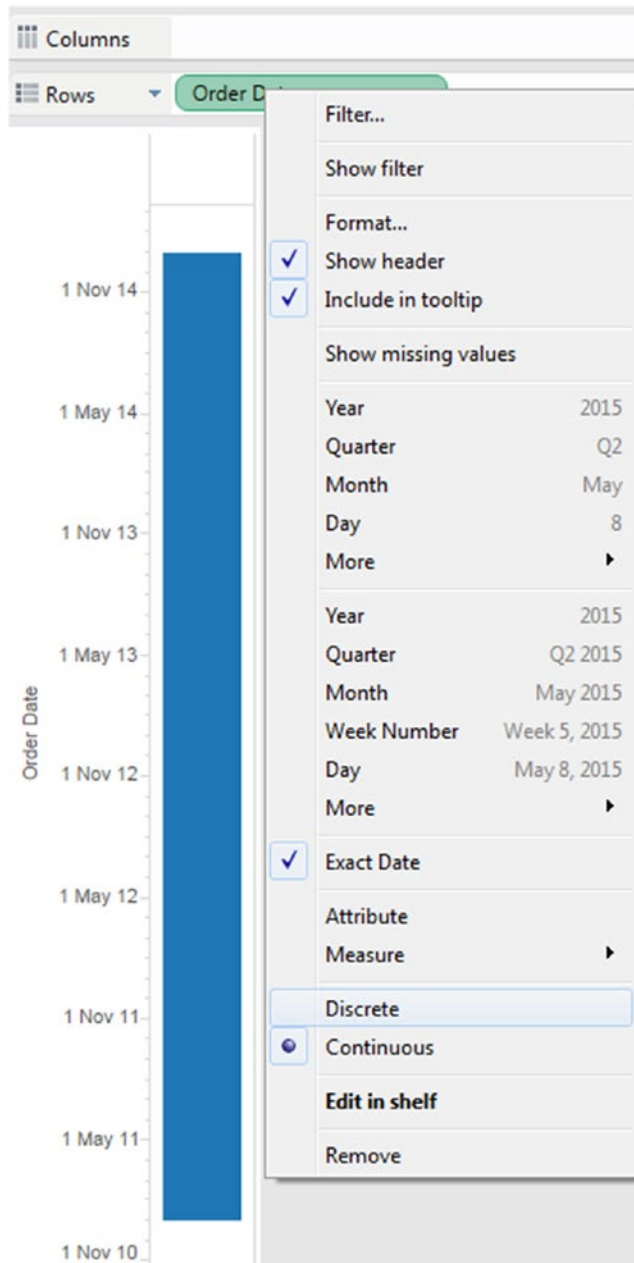 Columns
Rows
Order D
Filter...
Show filter
Format...
Show header
Include in tooltip
Show missing values
Year 2015
Quarter Q2
Month May
Day 8
More
Year 2015
Quarter Q2 2015
Month May 2015
Week Number Week 5, 2015
Day May 8, 2015
More
Exact Date
Attribute
Measure
Discrete
Continuous
Edit in shelf
Remove
Order Date
1 Nov 14
1 May 14
1 Nov 13
1 May 13
1 Nov 12
1 May 12
1 Nov 11
1 May 11
1 Nov 10